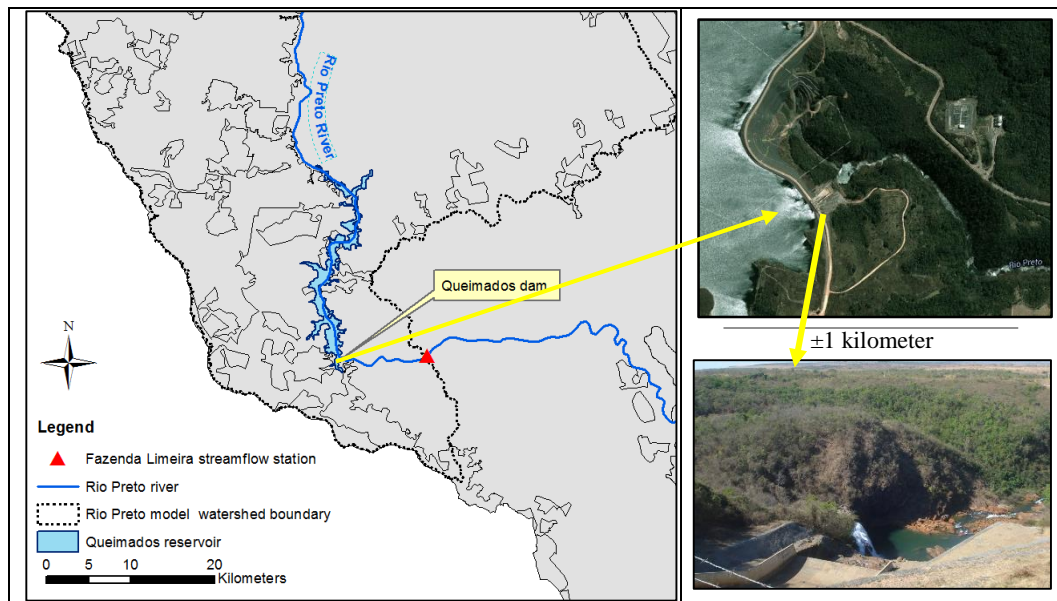 Rio Preto River
Queimados dam
N
Legend
Fazenda Limeira streamflow station
Rio Preto river
Rio Preto model watershed boundary
Queimados reservoir
0 5 10 20
Kilometers
Rio Preto
±1 kilometer